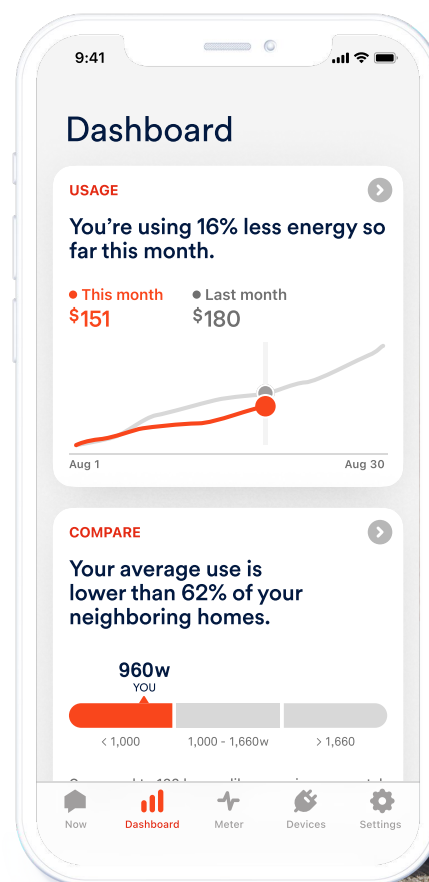 9:41
Dashboard
USAGE
You're using 16% less energy so
far this month.
This month
Last month
$151
$180
Aug 1
Aug 30
COMPARE
Your average use is
lower than 62% of your
neighboring homes.
960w
YOU
< 1,000
1,000 - 1,660w
> 1,660
Now
Dashboard
Meter
Devices
Settings